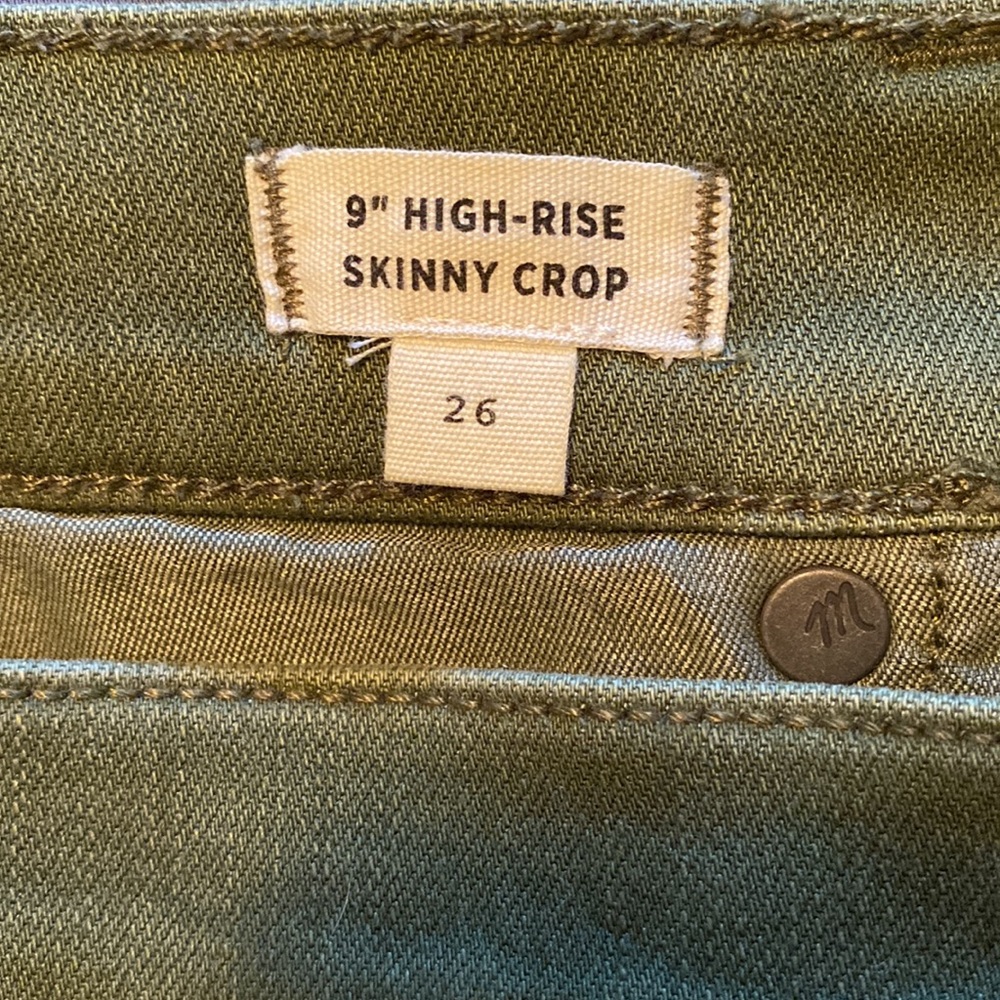 9" HIGH-RISE
SKINNY CROP
26
m